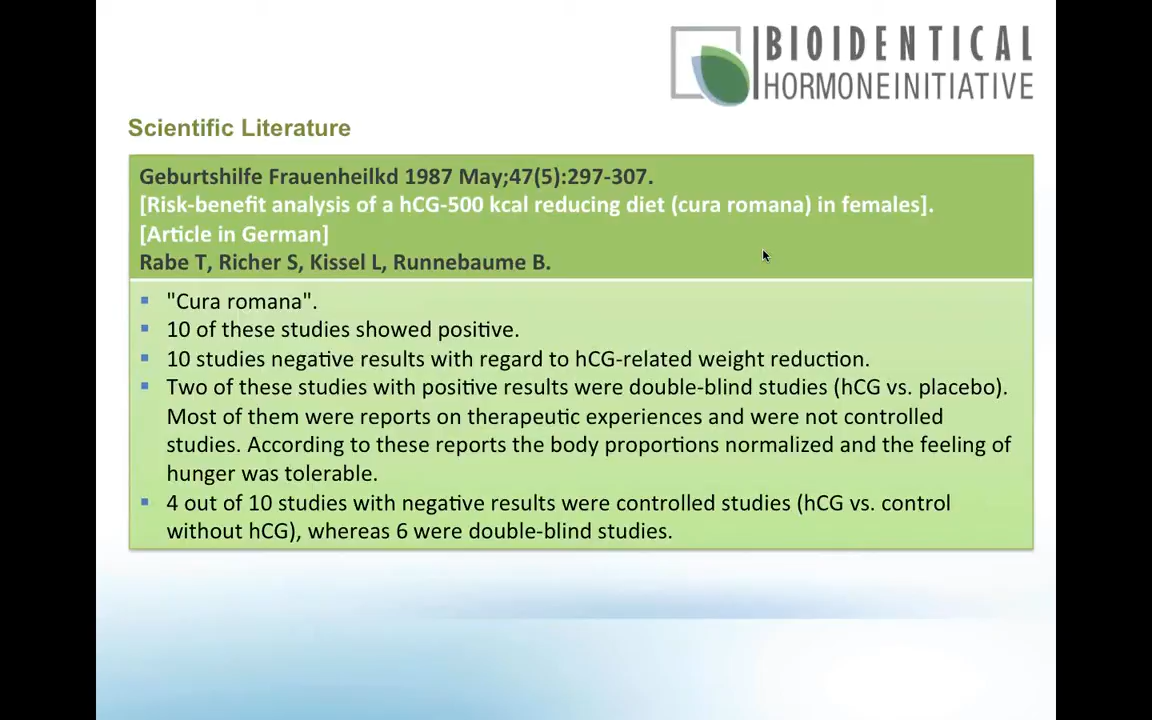 BIOIDENTICAL
HORMONEINITIATIVE
Scientific Literature
Geburtshilfe Frauenheilkd 1987 May;47(5):297-307.
[Risk-benefit analysis of a hCG-500 kcal reducing diet (cura romana) in females].
[Article in German]
Rabe T, Richer S, Kissel L, Runnebaume B.
"Cura romana".
10 of these studies showed positive.
10 studies negative results with regard to hCG-related weight reduction.
Two of these studies with positive results were double-blind studies (hCG vs. placebo).
Most of them were reports on therapeutic experiences and were not controlled
studies. According to these reports the body proportions normalized and the feeling of
hunger was tolerable.
4 out of 10 studies with negative results were controlled studies (hCG vs. control
without hCG), whereas 6 were double-blind studies.